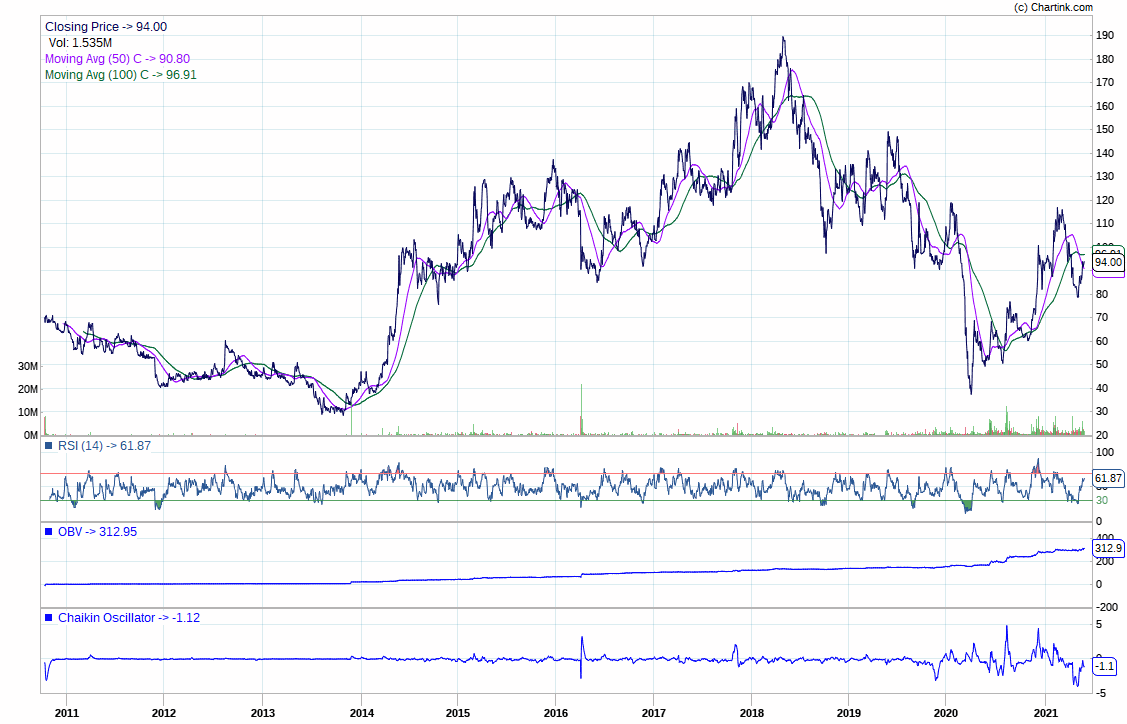 (c) Chartink.com
Closing Price -> 94.00
Vol: 1.535M
Moving Avg (50) C -> 90.80
Moving Avg (100) C -> 96.91
190
180
170
160
150
140
130
120
110
94.00
80
70
60
50
40
30
20
30M
20M
10M
0M
RSI (14) -> 61.87
100
61.87
30
0
OBV -> 312.95
400
312.9
200
0
-200
Chaikin Oscillator -> -1.12
5
0
-1.1
-5
2011 2012 2013 2014 2015 2016 2017 2018 2019 2020 2021